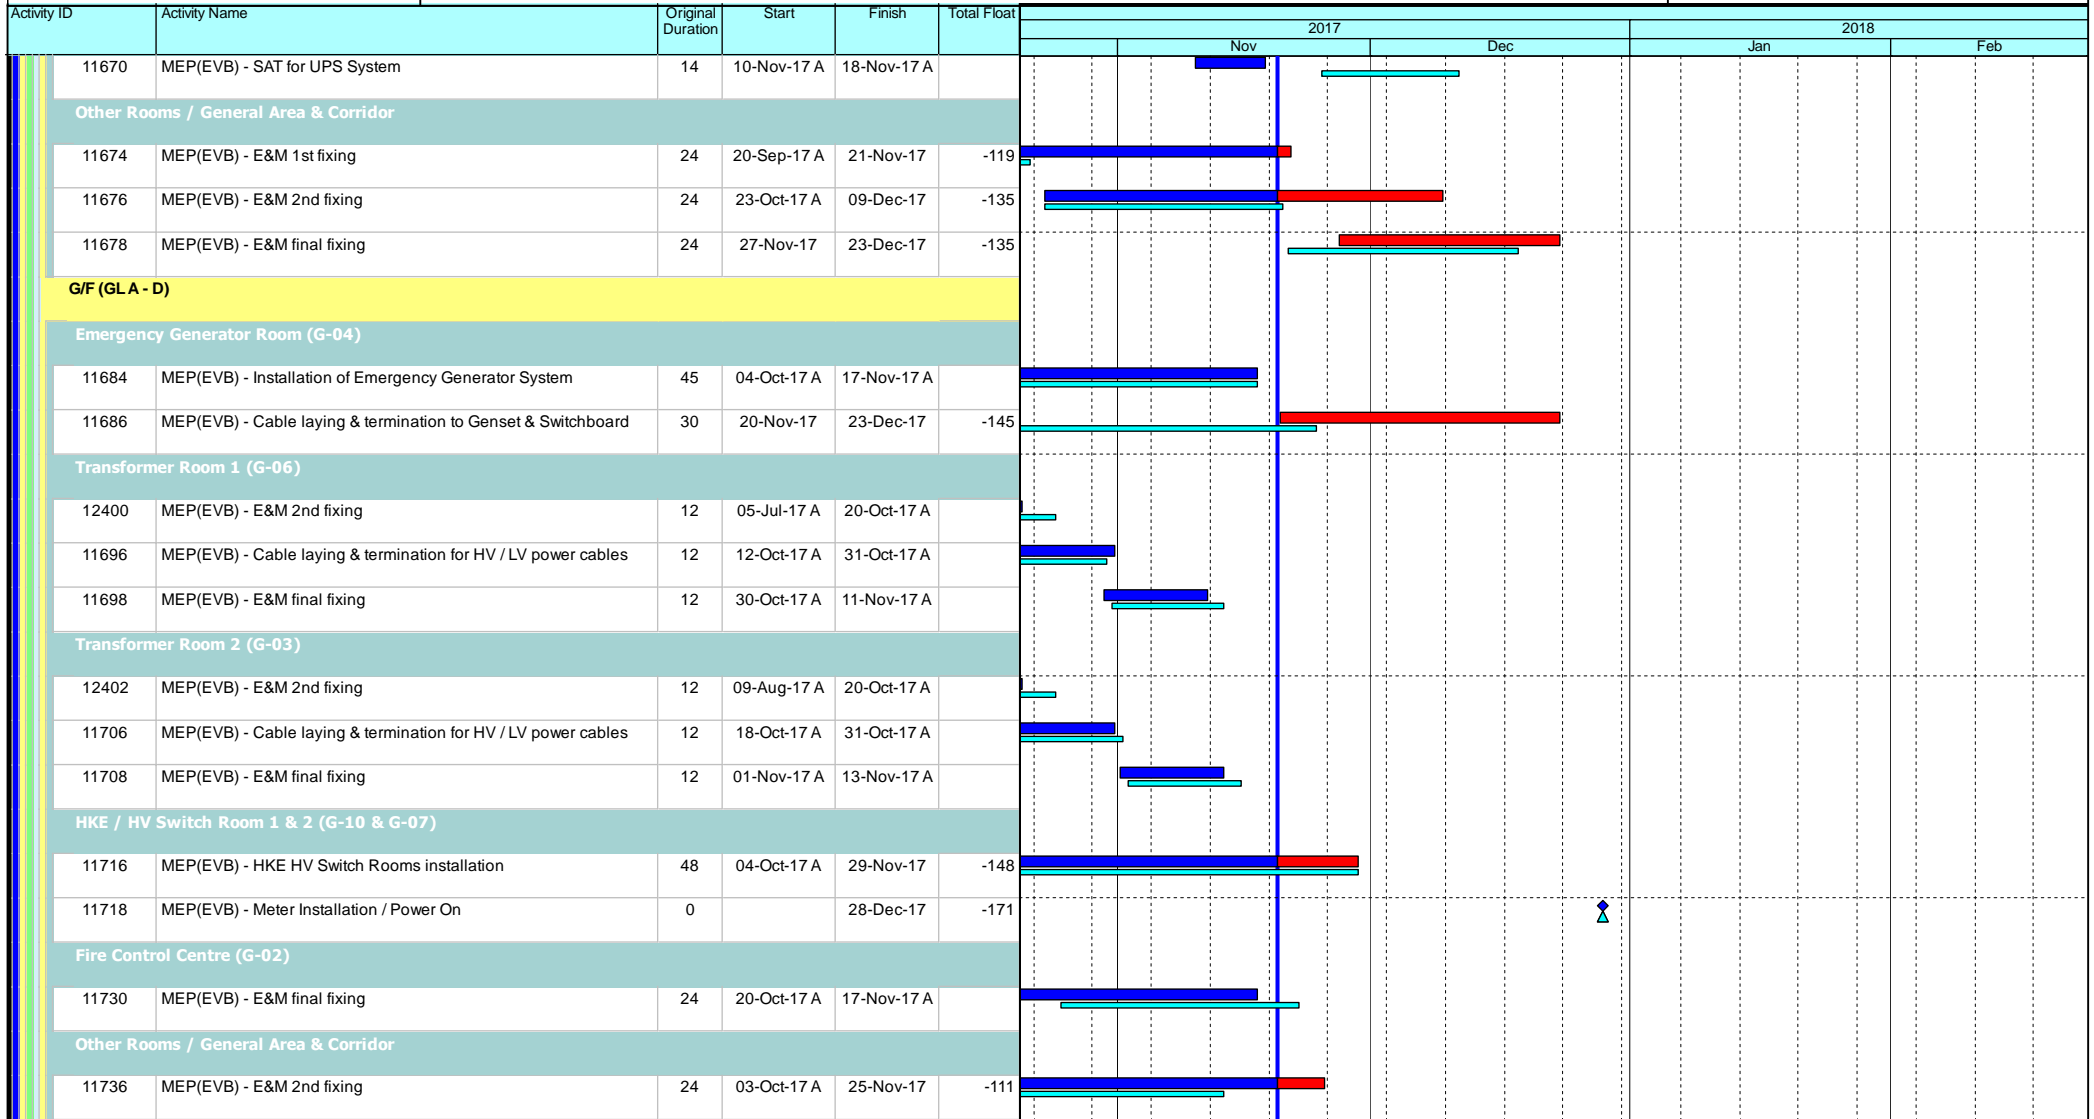 Activity ID Activity Name Original Duration Start Finish Total Float 2017 2018
Nov Dec Jan Feb
11670 MEP(EVB) - SAT for UPS System 14 10-Nov-17 A 18-Nov-17 A
Other Rooms / General Area & Corridor
11674 MEP(EVB) - E&M 1st fixing 24 20-Sep-17 A 21-Nov-17 -119
11676 MEP(EVB) - E&M 2nd fixing 24 23-Oct-17 A 09-Dec-17 -135
11678 MEP(EVB) - E&M final fixing 24 27-Nov-17 23-Dec-17 -135
G/F (GL A - D)
Emergency Generator Room (G-04)
11684 MEP(EVB) - Installation of Emergency Generator System 45 04-Oct-17 A 17-Nov-17 A
11686 MEP(EVB) - Cable laying & termination to Genset & Switchboard 30 20-Nov-17 23-Dec-17 -145
Transformer Room 1 (G-06)
12400 MEP(EVB) - E&M 2nd fixing 12 05-Jul-17 A 20-Oct-17 A
11696 MEP(EVB) - Cable laying & termination for HV / LV power cables 12 12-Oct-17 A 31-Oct-17 A
11698 MEP(EVB) - E&M final fixing 12 30-Oct-17 A 11-Nov-17 A
Transformer Room 2 (G-03)
12402 MEP(EVB) - E&M 2nd fixing 12 09-Aug-17 A 20-Oct-17 A
11706 MEP(EVB) - Cable laying & termination for HV / LV power cables 12 18-Oct-17 A 31-Oct-17 A
11708 MEP(EVB) - E&M final fixing 12 01-Nov-17 A 13-Nov-17 A
HKE / HV Switch Room 1 & 2 (G-10 & G-07)
11716 MEP(EVB) - HKE HV Switch Rooms installation 48 04-Oct-17 A 29-Nov-17 -148
11718 MEP(EVB) - Meter Installation / Power On 0 28-Dec-17 -171
Fire Control Centre (G-02)
11730 MEP(EVB) - E&M final fixing 24 20-Oct-17 A 17-Nov-17 A
Other Rooms / General Area & Corridor
11736 MEP(EVB) - E&M 2nd fixing 24 03-Oct-17 A 25-Nov-17 -111